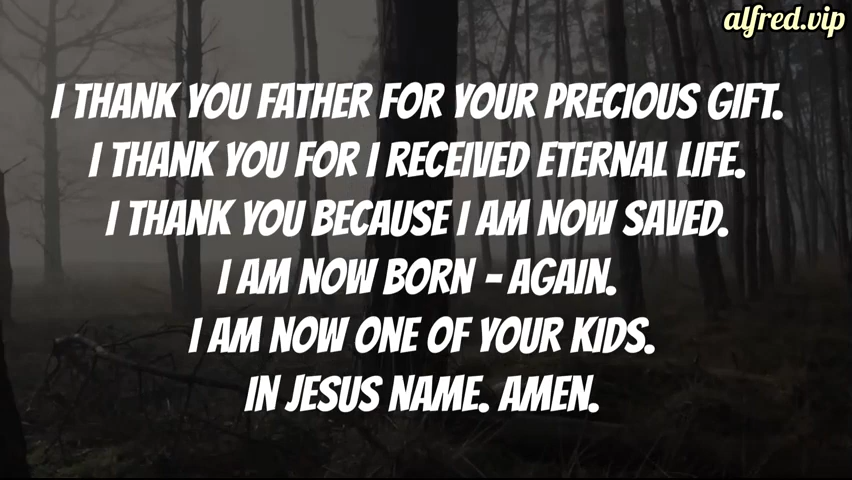 alfred.vip
I THANK YOU FATHER FOR YOUR PRECIOUS GIFT.
I THANK YOU FOR I RECEIVED ETERNAL LIFE.
I THANK YOU BECAUSE I AM NOW SAVED.
I AM NOW BORN - AGAIN.
I AM NOW ONE OF YOUR KIDS.
IN JESUS NAME. AMEN.